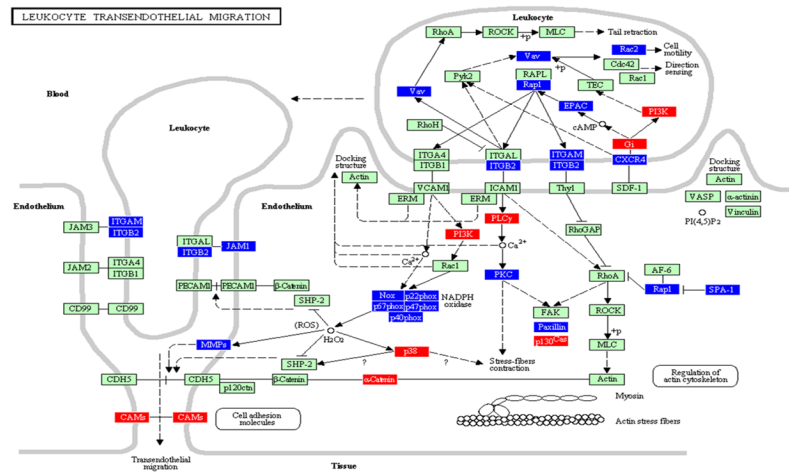 LEUKOCYTE TRANSENDOTHELIAL MIGRATION
Leukocyte
RhoA
ROCK
+p
MLC
Tail retraction
Vav
Rac2
Cell motility
+p
Cdc42
Rac1
Direction sensing
Pyk2
RAPL
Rap1
TEC
Vav
EPAC
PI3K
cAMP
Gi
RhoH
Blood
Leukocyte
ITGA4
ITGB1
ITGAL
ITGB2
ITGAM
ITGB2
CXCR4
Docking structure
Actin
VCAM1
ICAM1
Thy1
SDF-1
ERM
ERM
Docking structure
Actin
VASP
α-actinin
PI(4,5)P2
Vinculin
Endothelium
Endothelium
JAM3
ITGAM
ITGB2
ITGAL
ITGB2
JAM1
PLCγ
PI3K
RhoGAP
JAM2
ITGA4
ITGB1
Ca2+
Rac1
Ca2+
PKC
RhoA
AF-6
Rap1
SPA-1
PECAM1
PECAM1
β-Catenin
CD99
CD99
SHP-2
Nox
p22phox
p67phox
p47phox
p40phox
NADPH oxidase
FAK
Paxillin
p130Cas
ROCK
+p
MLC
(ROS)
H2O2
MMPs
p38
SHP-2
?
?
Stress-fibers contraction
CDH5
CDH5
p120ctn
β-Catenin
α-Catenin
Actin
Regulation of actin cytoskeleton
CAMs
CAMs
Cell adhesion molecules
Myosin
Actin stress fibers
Transendothelial migration
Tissue